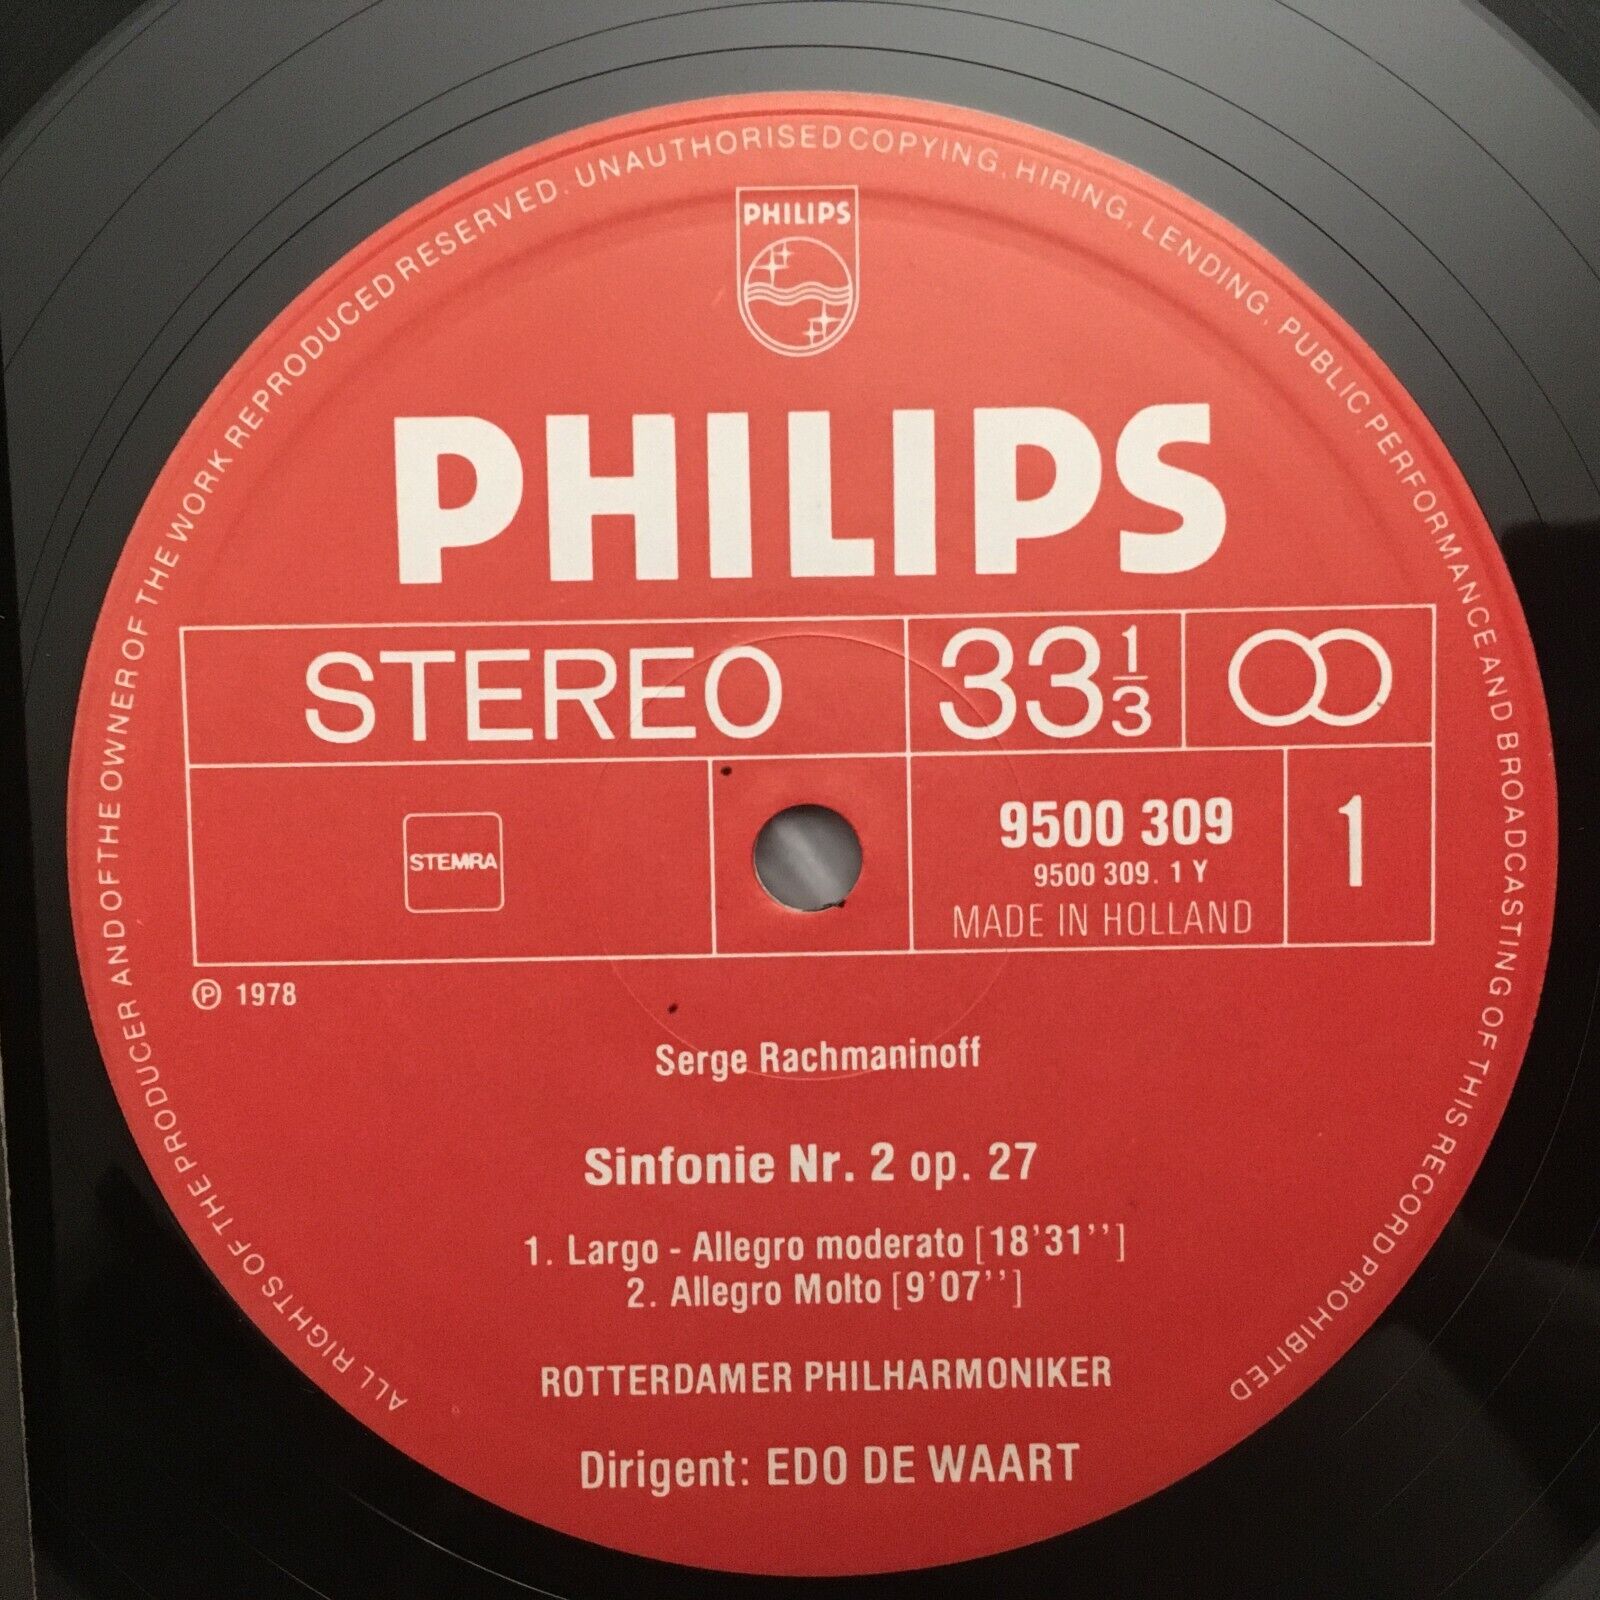 ALL RIGHTS OF THE PRODUCER AND OF THE OWNER OF THE WORK REPRODUCED RESERVED. UNAUTHORISED COPYING, HIRING, LENDING, PUBLIC PERFORMANCE AND BROADCASTING OF THIS RECORD PROHIBITED
PHILIPS
PHILIPS
STEREO 33 1/3
STEMRA
9500 309
9500 309. 1 Y
MADE IN HOLLAND
1
℗ 1978
Serge Rachmaninoff
Sinfonie Nr. 2 op. 27
1. Largo - Allegro moderato [18'31'']
2. Allegro Molto [9'07'']
ROTTERDAMER PHILHARMONIKER
Dirigent: EDO DE WAART